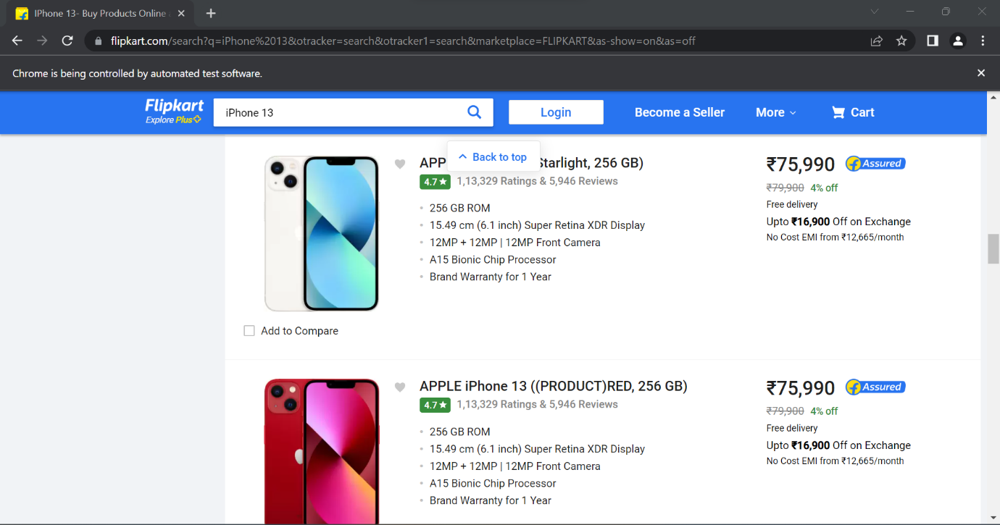 IPhone 13- Buy Products Online
flipkart.com/search?q=iPhone%2013&otracker=search&otracker1=search&marketplace=FLIPKART&as-show=on&as=off
Chrome is being controlled by automated test software.
Flipkart
Explore Plus
iPhone 13
Login
Become a Seller
More
Cart
Back to top
APP Starlight, 256 GB)
4.7★ 1,13,329 Ratings & 5,946 Reviews
• 256 GB ROM
• 15.49 cm (6.1 inch) Super Retina XDR Display
• 12MP + 12MP | 12MP Front Camera
• A15 Bionic Chip Processor
• Brand Warranty for 1 Year
₹75,990 Assured
₹79,900 4% off
Free delivery
Upto ₹16,900 Off on Exchange
No Cost EMI from ₹12,665/month
Add to Compare
APPLE iPhone 13 ((PRODUCT)RED, 256 GB)
4.7★ 1,13,329 Ratings & 5,946 Reviews
• 256 GB ROM
• 15.49 cm (6.1 inch) Super Retina XDR Display
• 12MP + 12MP | 12MP Front Camera
• A15 Bionic Chip Processor
• Brand Warranty for 1 Year
₹75,990 Assured
₹79,900 4% off
Free delivery
Upto ₹16,900 Off on Exchange
No Cost EMI from ₹12,665/month